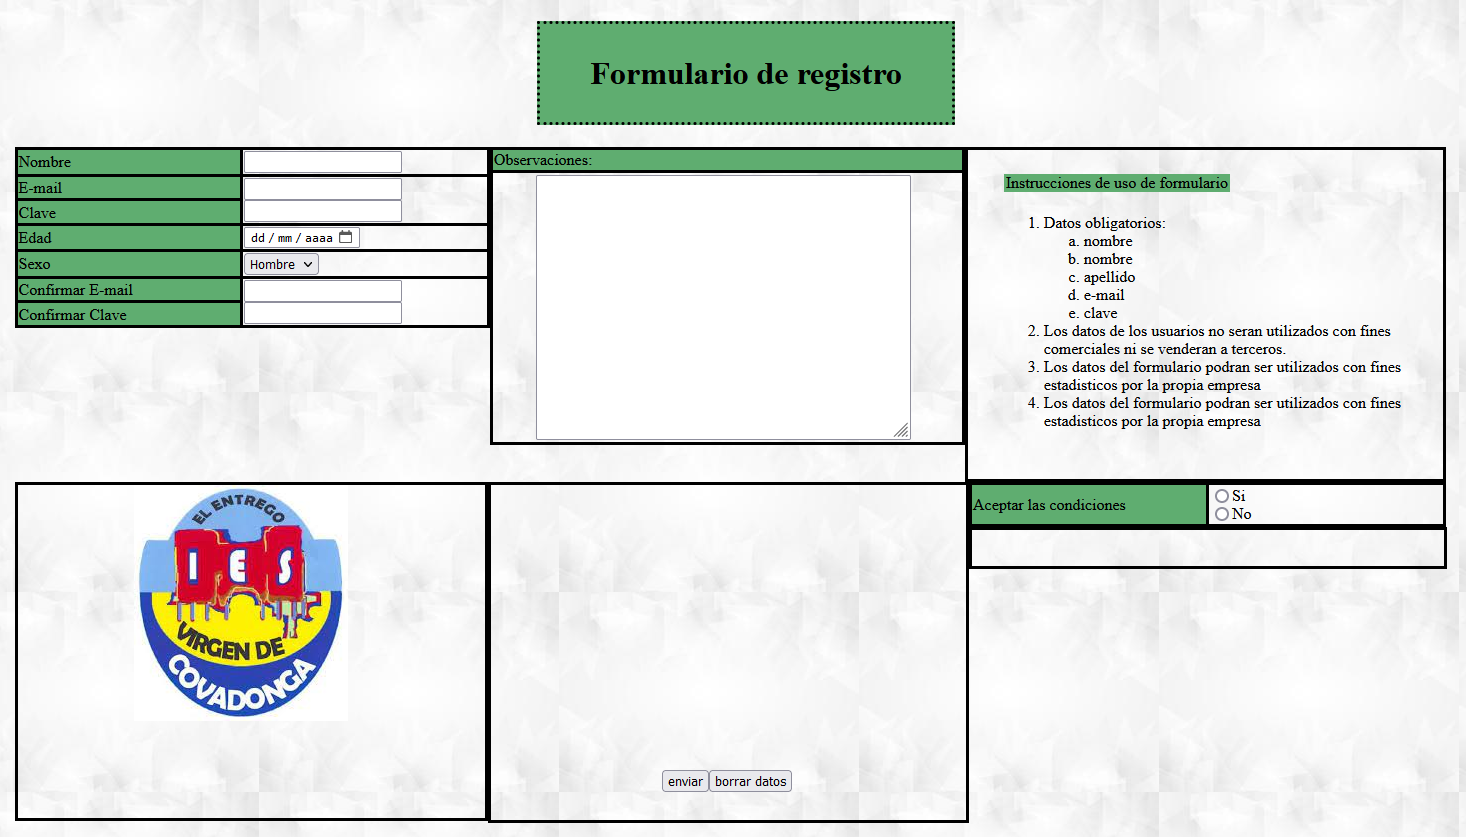 Formulario de registro
Nombre
E-mail
Clave
Edad
dd / mm / aaaa
Sexo
Hombre
Confirmar E-mail
Confirmar Clave
Observaciones:
Instrucciones de uso de formulario
1. Datos obligatorios:
a. nombre
b. nombre
c. apellido
d. e-mail
e. clave
2. Los datos de los usuarios no seran utilizados con fines
comerciales ni se venderan a terceros.
3. Los datos del formulario podran ser utilizados con fines
estadisticos por la propia empresa
4. Los datos del formulario podran ser utilizados con fines
estadisticos por la propia empresa
EL ENTREGO
IES
VIRGEN DE
COVADONGA
enviar
borrar datos
Aceptar las condiciones
Si
No